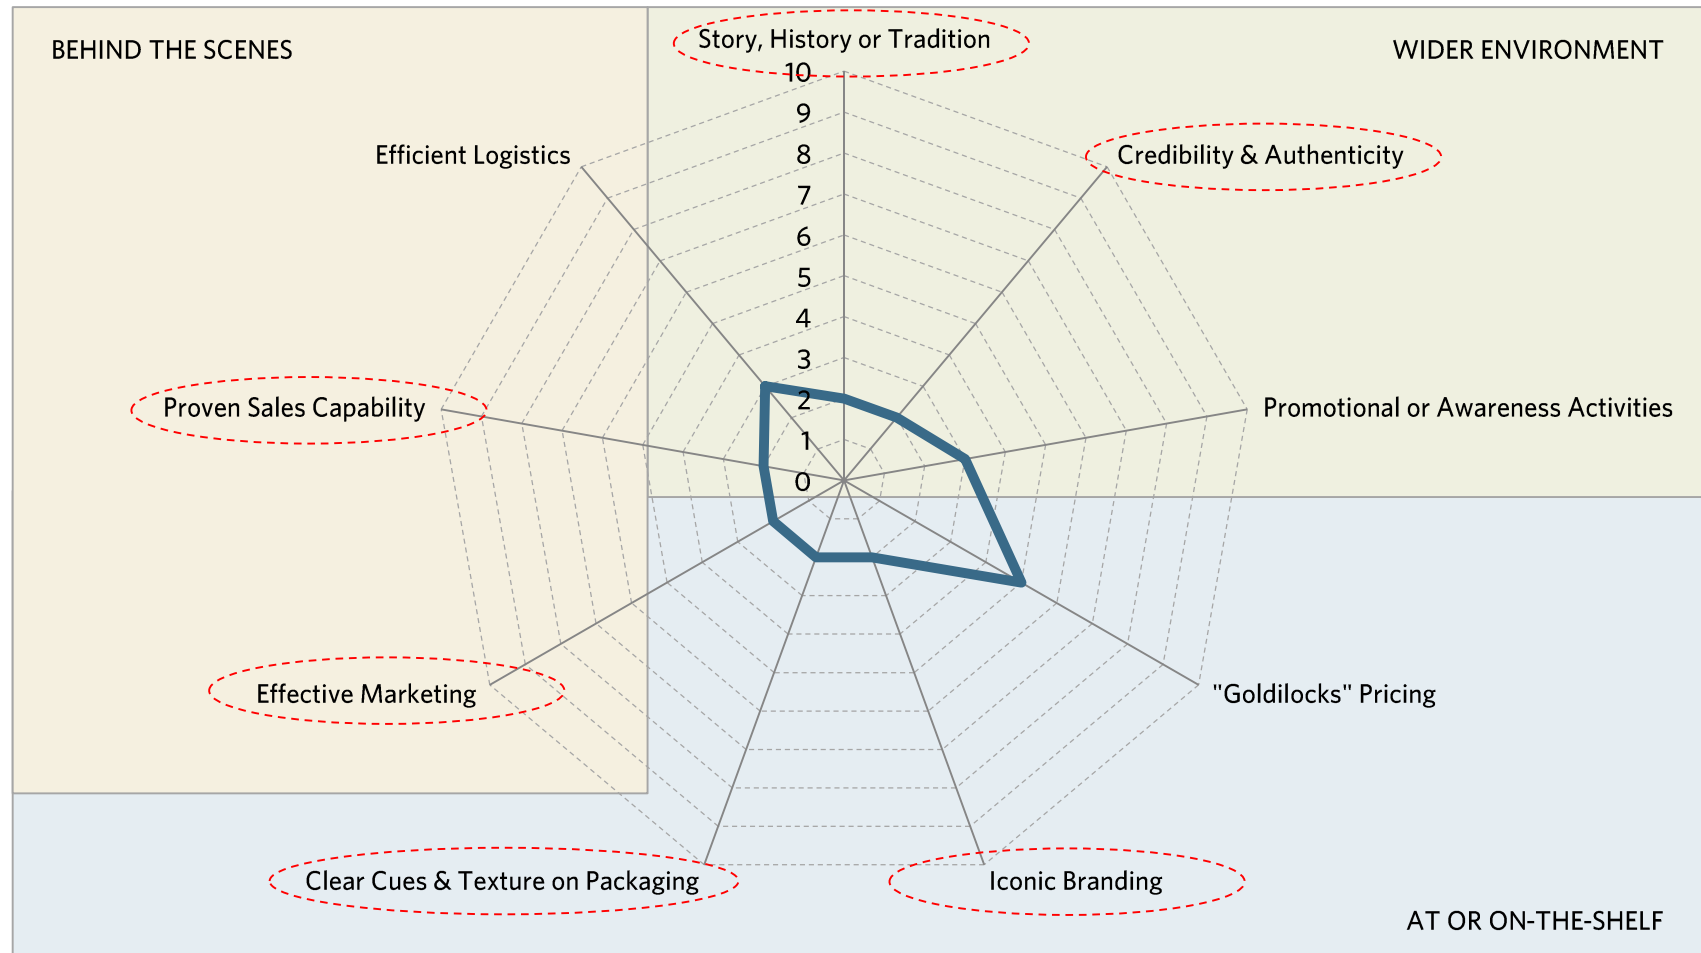 BEHIND THE SCENES
Story, History or Tradition
WIDER ENVIRONMENT
10
9
8
7
6
5
4
3
2
1
0
Efficient Logistics
Credibility & Authenticity
Proven Sales Capability
Promotional or Awareness Activities
Effective Marketing
"Goldilocks" Pricing
Clear Cues & Texture on Packaging
Iconic Branding
AT OR ON-THE-SHELF